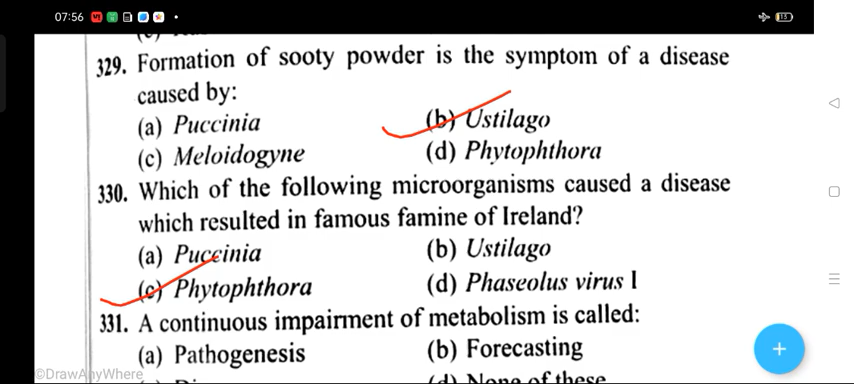 07:56
13
329. Formation of sooty powder is the symptom of a disease
caused by:
(a) Puccinia (b) Ustilago
(c) Meloidogyne (d) Phytophthora
330. Which of the following microorganisms caused a disease
which resulted in famous famine of Ireland?
(a) Puccinia (b) Ustilago
(c) Phytophthora (d) Phaseolus virus I
331. A continuous impairment of metabolism is called:
(a) Pathogenesis (b) Forecasting
(d) None of these
©DrawAnyWhere